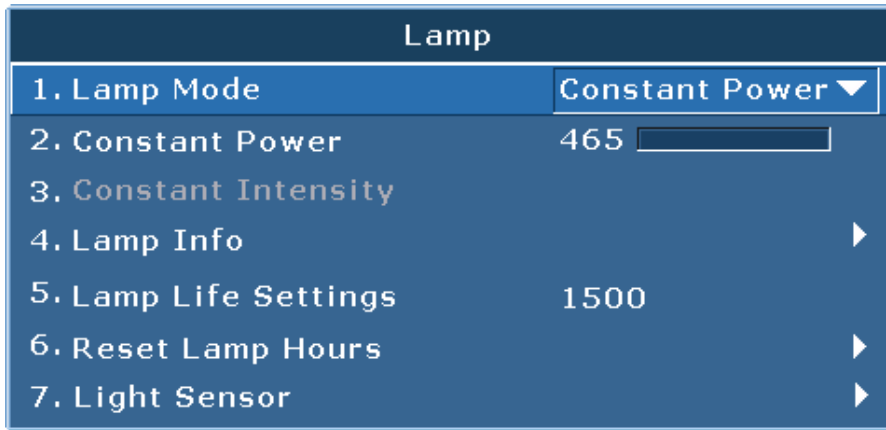 Lamp
1. Lamp Mode Constant Power
2. Constant Power 465
3. Constant Intensity
4. Lamp Info
5. Lamp Life Settings 1500
6. Reset Lamp Hours
7. Light Sensor